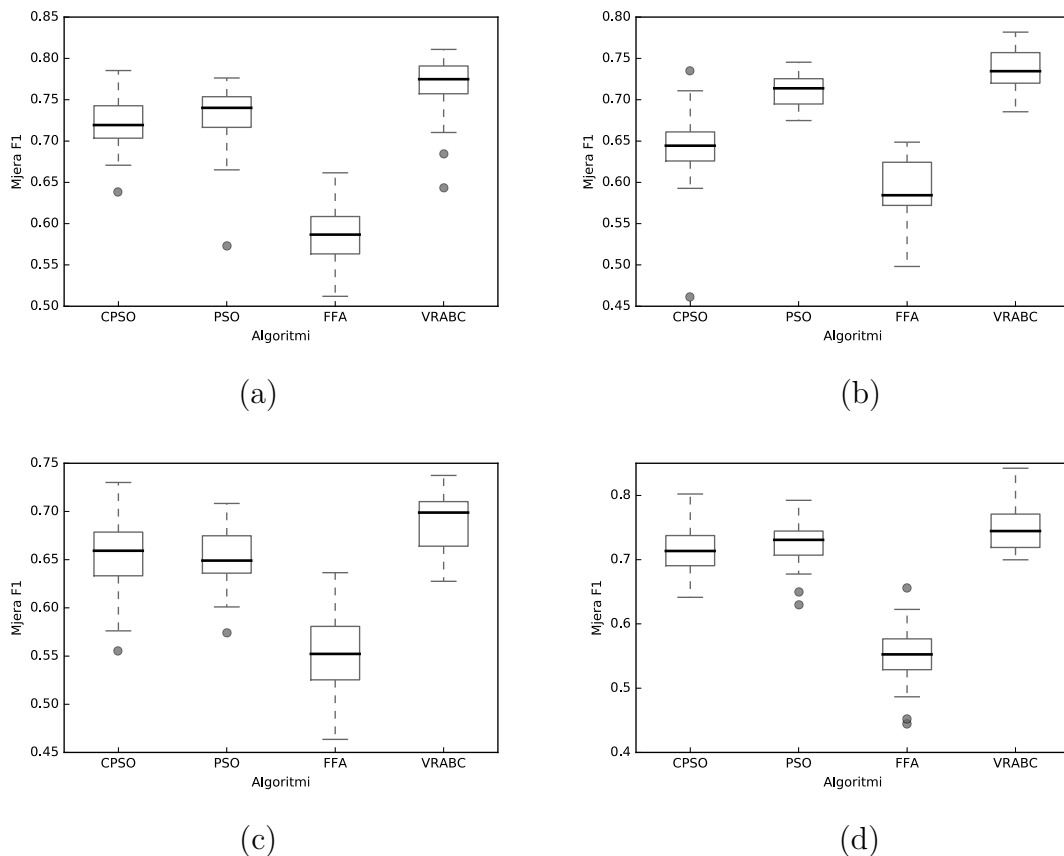 0.85
0.80
0.75
0.70
0.65
0.60
0.55
0.50
Mjera F1
CPSO PSO FFA VRABC
Algoritmi
(a)
0.75
0.70
0.65
0.60
0.55
0.50
0.45
0.80
Mjera F1
CPSO PSO FFA VRABC
Algoritmi
(b)
0.75
0.70
0.65
0.60
0.55
0.50
0.45
Mjera F1
CPSO PSO FFA VRABC
Algoritmi
(c)
0.8
0.7
0.6
0.5
0.4
Mjera F1
CPSO PSO FFA VRABC
Algoritmi
(d)